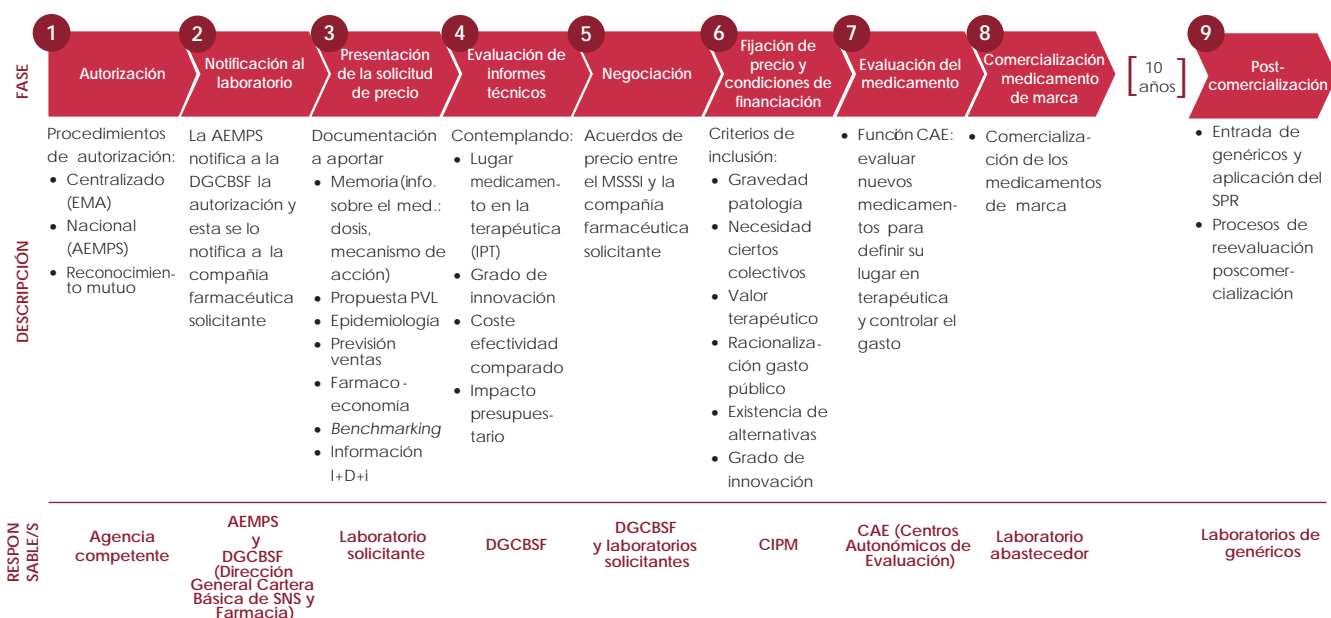 FASE
1
Autorización
2
Notificación al
laboratorio
3
Presentación
de la solicitud
de precio
4
Evaluación de
informes
técnicos
5
Negociación
6
Fijación de
precio y
condiciones de
financiación
7
Evaluación del
medicamento
8
Comercialización
medicamento
de marca
[10
años]
9
Post-
comercialización
DESCRIPCIÓN
Procedimientos
de autorización:
• Centralizado
(EMA)
• Nacional
(AEMPS)
• Reconocimien-
to mutuo
La AEMPS
notifica a la
DGCBSF la
autorización y
esta se lo
notifica a la
compañía
farmacéutica
solicitante
Documentación
a aportar
• Memoria(info.
sobre el med.:
dosis,
mecanismo de
acción)
• Propuesta PVL
• Epidemiología
• Previsión
ventas
• Farmaco-
economía
• Benchmarking
• Información
I+D+i
Contemplando:
• Lugar
medicamen-
to en la
terapéutica
(IPT)
• Grado de
innovación
• Coste
efectividad
comparado
• Impacto
presupues-
tario
Acuerdos de
precio entre
el MSSSI y la
compañía
farmacéutica
solicitante
Criterios de
inclusión:
• Gravedad
patología
• Necesidad
ciertos
colectivos
• Valor
terapéutico
• Racionaliza-
ción gasto
público
• Existencia de
alternativas
• Grado de
innovación
• Función CAE:
evaluar
nuevos
medicamen-
tos para
definir su
lugar en
terapéutica
y controlar el
gasto
• Comercializa-
ción de los
medicamentos
de marca
• Entrada de
genéricos y
aplicación del
SPR
• Procesos de
reevaluación
poscomer-
cialización
RESPON
SABLE/S
Agencia
competente
AEMPS
y
DGCBSF
(Dirección
General Cartera
Básica de SNS y
Farmacia)
Laboratorio
solicitante
DGCBSF
DGCBSF
y laboratorios
solicitantes
CIPM
CAE (Centros
Autonómicos de
Evaluación)
Laboratorio
abastecedor
Laboratorios de
genéricos